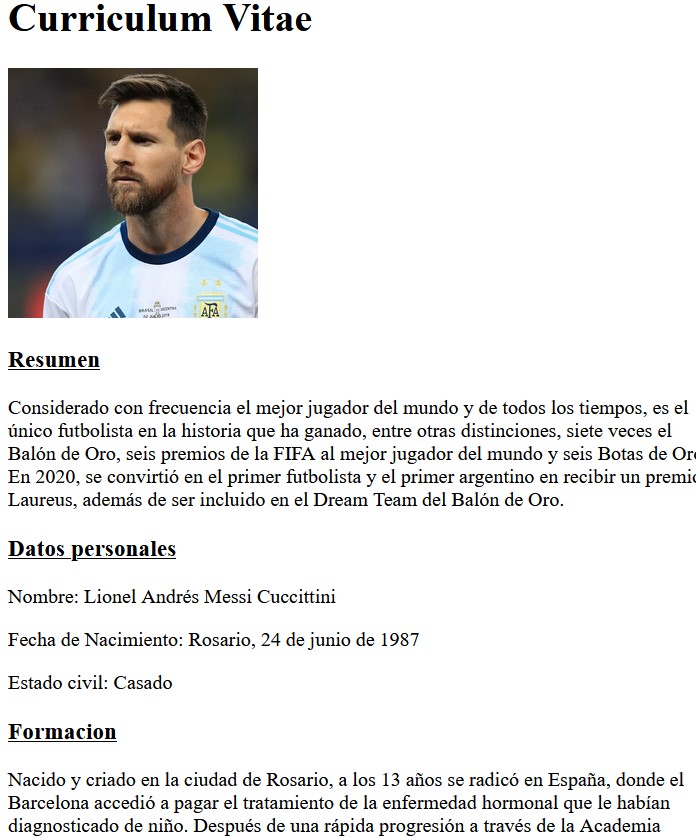 Curriculum Vitae
BRASIL ARGENTINA
AFA
Resumen
Considerado con frecuencia el mejor jugador del mundo y de todos los tiempos, es el
único futbolista en la historia que ha ganado, entre otras distinciones, siete veces el
Balón de Oro, seis premios de la FIFA al mejor jugador del mundo y seis Botas de Oro
En 2020, se convirtió en el primer futbolista y el primer argentino en recibir un premio
Laureus, además de ser incluido en el Dream Team del Balón de Oro.
Datos personales
Nombre: Lionel Andrés Messi Cuccittini
Fecha de Nacimiento: Rosario, 24 de junio de 1987
Estado civil: Casado
Formacion
Nacido y criado en la ciudad de Rosario, a los 13 años se radicó en España, donde el
Barcelona accedió a pagar el tratamiento de la enfermedad hormonal que le habían
diagnosticado de niño. Después de una rápida progresión a través de la Academia